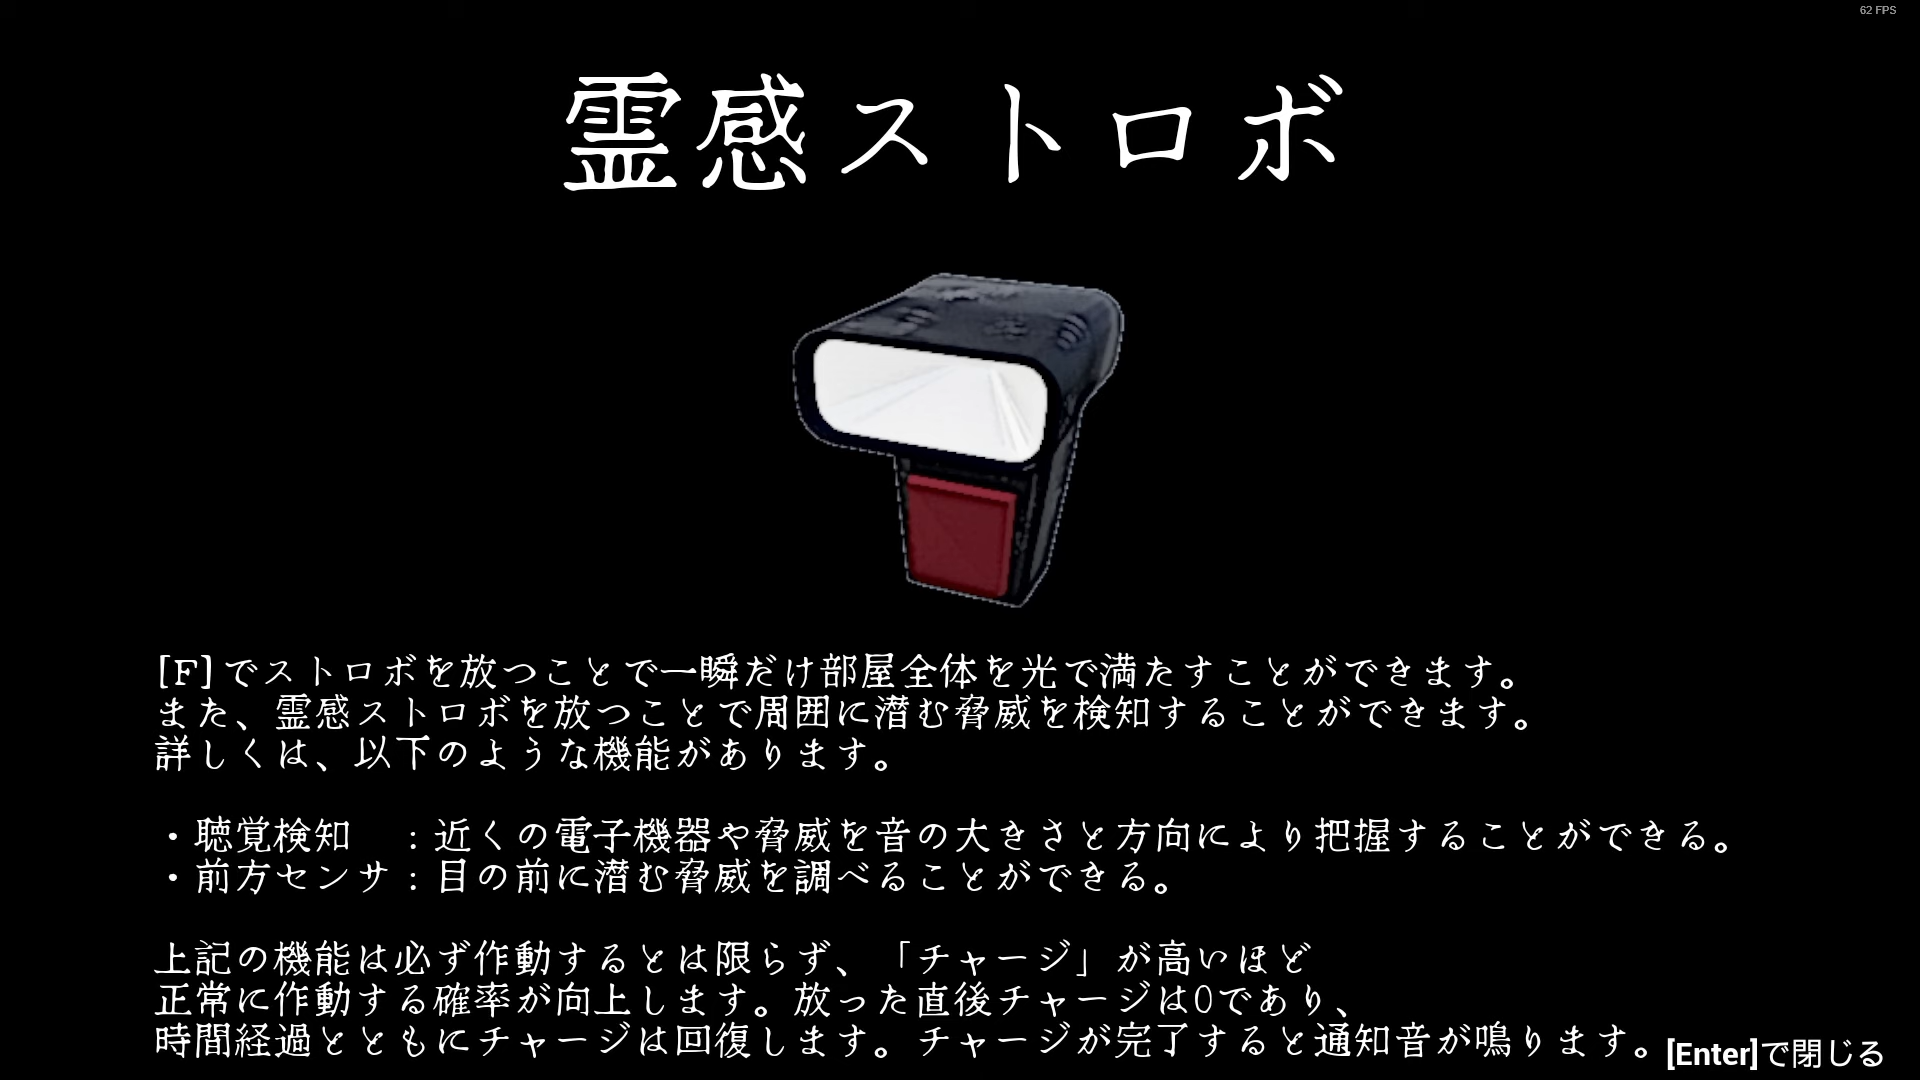 62 FPS
霊感ストロボ
[F]でストロボを放つことで一瞬だけ部屋全体を光で満たすことができます。
また、霊感ストロボを放つことで周囲に潜む脅威を検知することができます。
詳しくは、以下のような機能があります。
・聴覚検知　：近くの電子機器や脅威を音の大きさと方向により把握することができる。
・前方センサ：目の前に潜む脅威を調べることができる。
上記の機能は必ず作動するとは限らず、「チャージ」が高いほど
正常に作動する確率が向上します。放った直後チャージは0であり、
時間経過とともにチャージは回復します。チャージが完了すると通知音が鳴ります。
[Enter]で閉じる